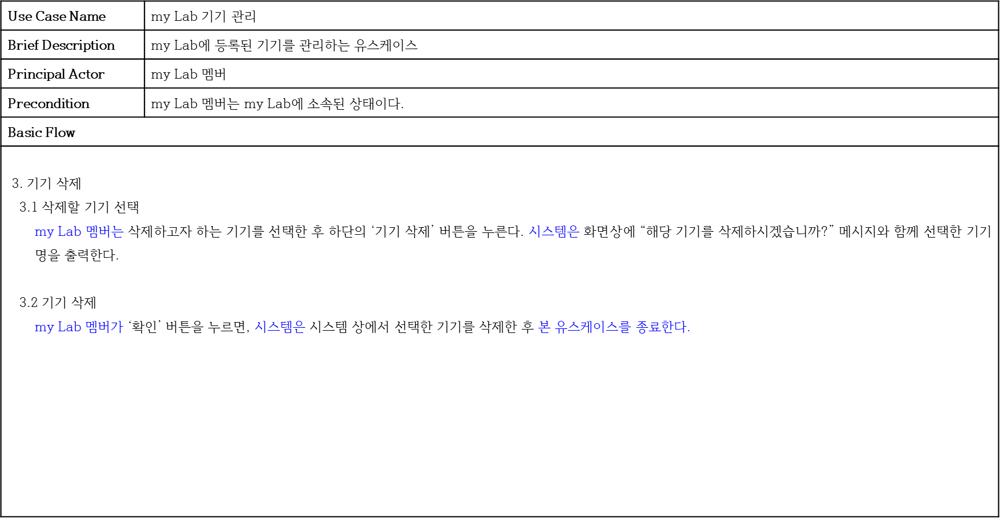 Use Case Name my Lab 기기 관리
Brief Description my Lab에 등록된 기기를 관리하는 유스케이스
Principal Actor my Lab 멤버
Precondition my Lab 멤버는 my Lab에 소속된 상태이다.
Basic Flow
3. 기기 삭제
3.1 삭제할 기기 선택
my Lab 멤버는 삭제하고자 하는 기기를 선택한 후 하단의 ‘기기 삭제’ 버튼을 누른다. 시스템은 화면상에 “해당 기기를 삭제하시겠습니까?” 메시지와 함께 선택한 기기
명을 출력한다.
3.2 기기 삭제
my Lab 멤버가 ‘확인’ 버튼을 누르면, 시스템은 시스템 상에서 선택한 기기를 삭제한 후 본 유스케이스를 종료한다.